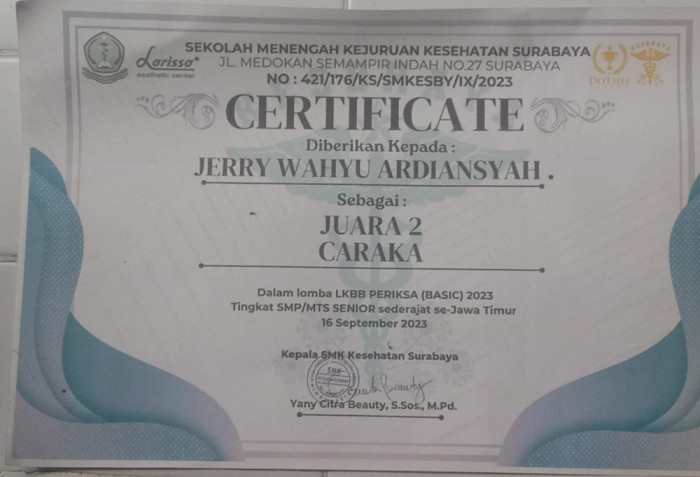 SEKOLAH MENENGAH KEJURUAN KESEHATAN SURABAYA
Larissa
aesthetic center
JL. MEDOKAN SEMAMPIR INDAH NO.27 SURABAYA
NO : 421/176/KS/SMKESBY/IX/2023
CERTIFICATE
Diberikan Kepada :
JERRY WAHYU ARDIANSYAH .
Sebagai :
JUARA 2
CARAKA
Dalam lomba LKBB PERIKSA (BASIC) 2023
Tingkat SMP/MTS SENIOR sederajat se-Jawa Timur
16 September 2023
Kepala SMK Kesehatan Surabaya
Yany Citra Beauty, S.Sos., M.Pd.